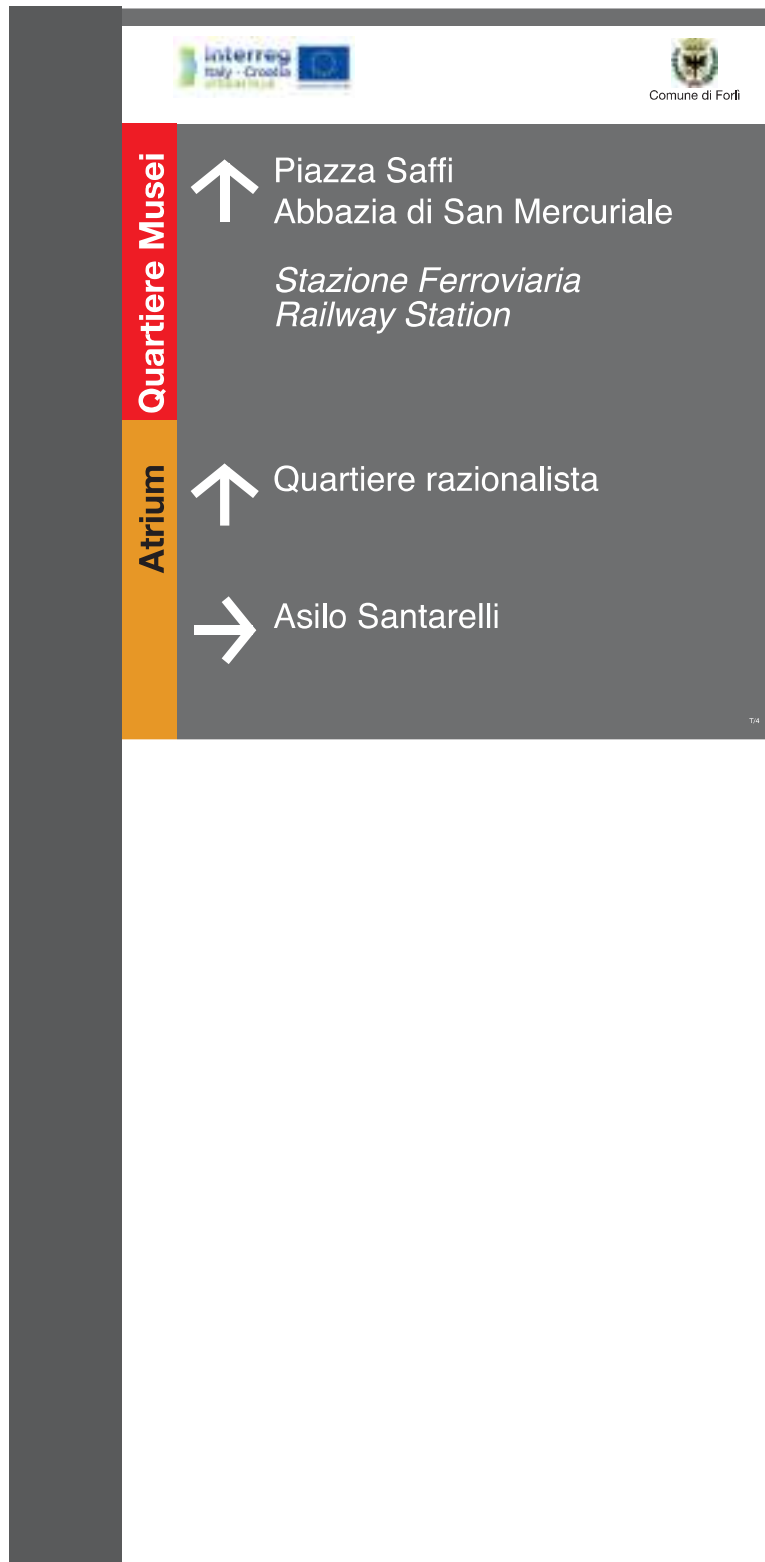 Interreg
Italy - Croatia
Comune di Forlì
Quartiere Musei
Piazza Saffi
Abbazia di San Mercuriale
Stazione Ferroviaria
Railway Station
Atrium
Quartiere razionalista
Asilo Santarelli
T/4